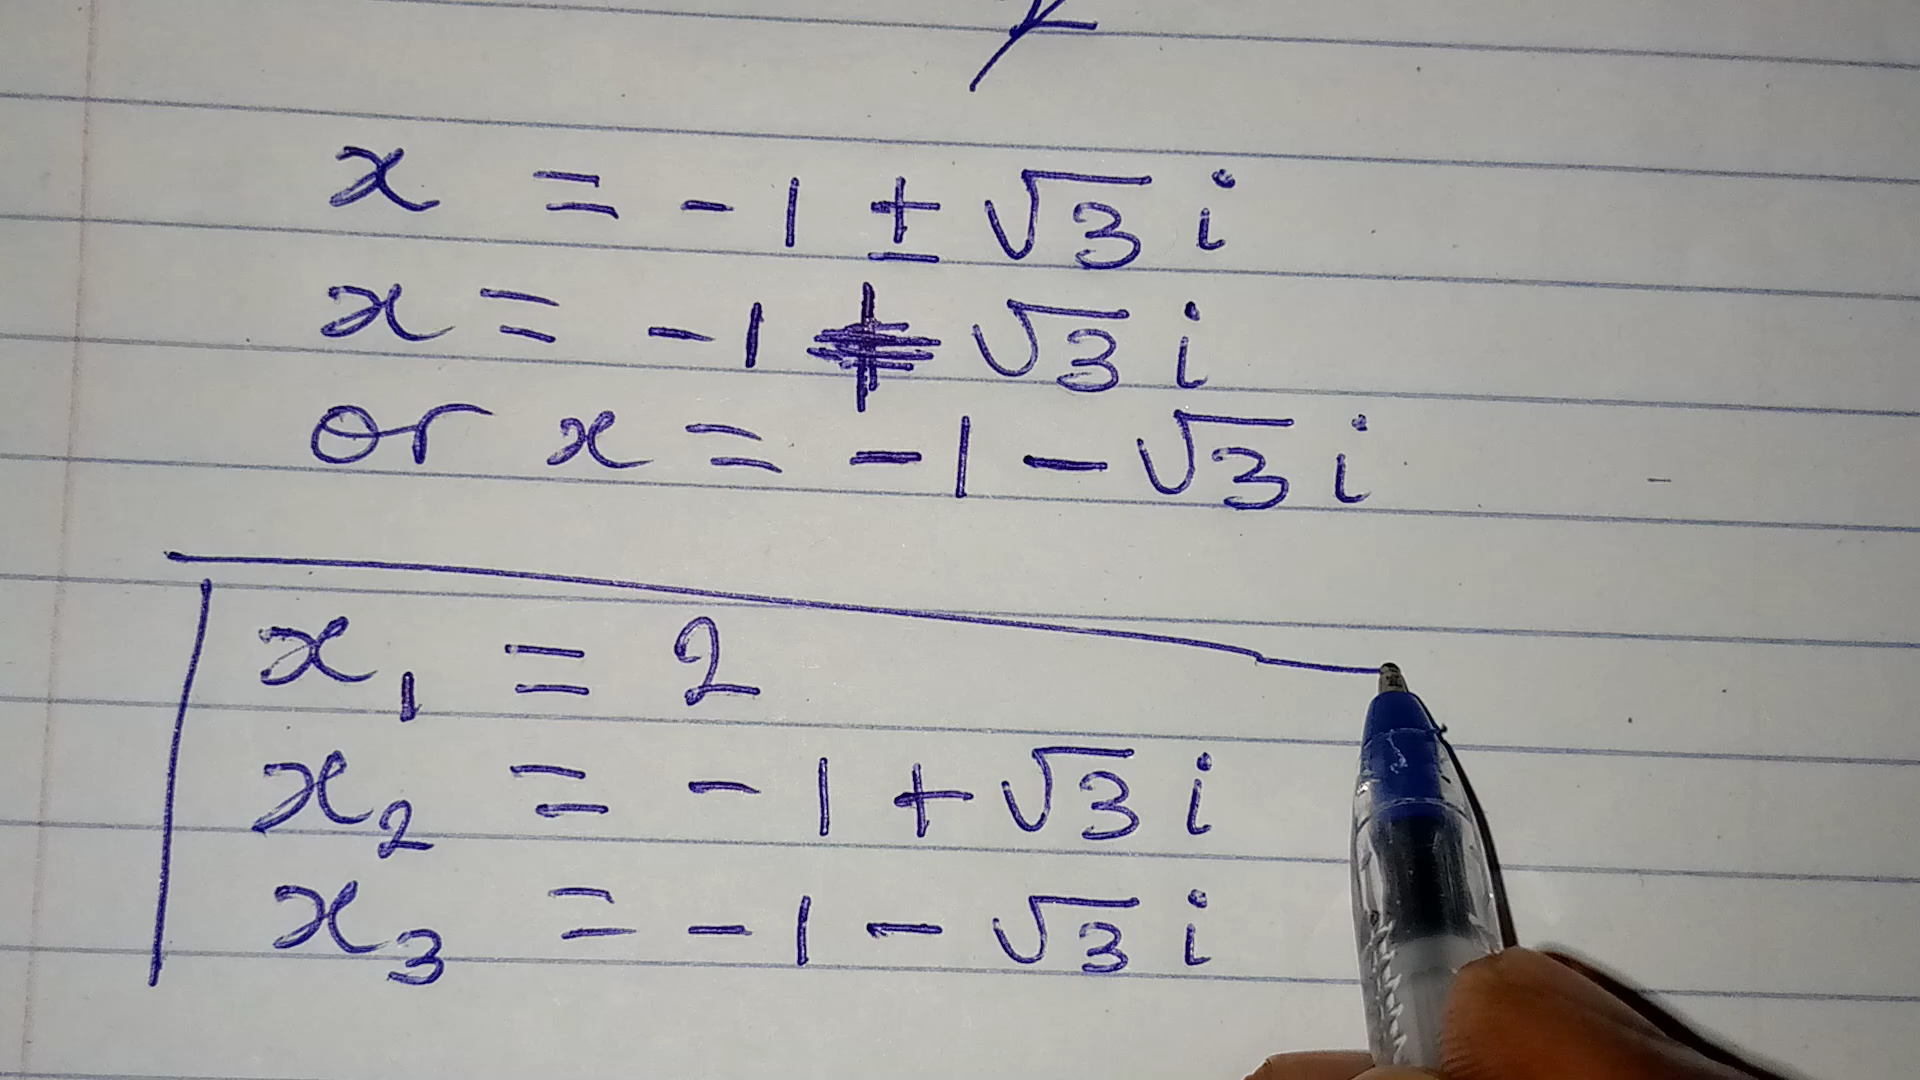 x = -1 ± √3 i
x = -1 + √3 i
or x = -1 - √3 i
x₁ = 2
x₂ = -1 + √3 i
x₃ = -1 - √3 i